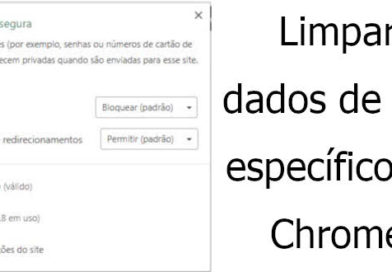 segura
es (por exemplo, senhas ou números de cartão de
ecem privadas quando são enviadas para esse site.
Bloquear (padrão)
redirecionamentos Permitir (padrão)
(válido)
8 em uso)
ões do site
Limpar
dados de
específico
Chrome